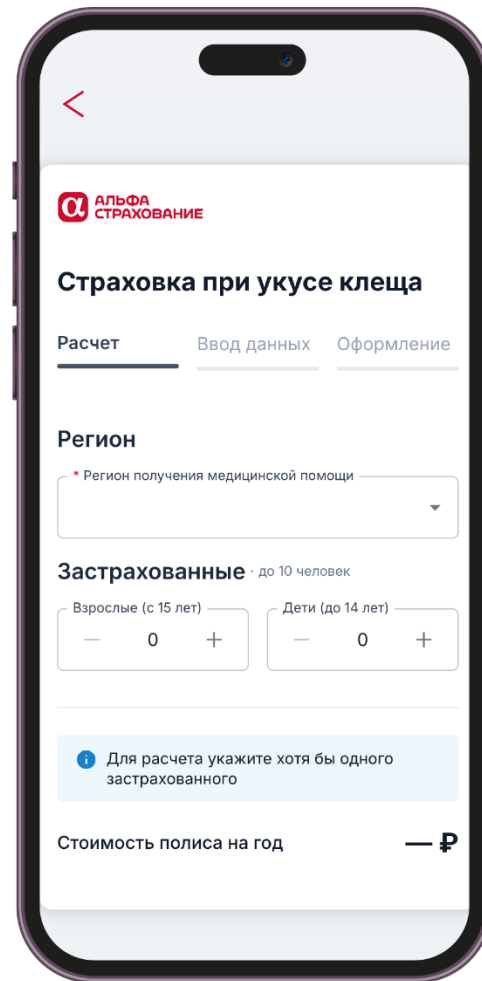 АЛЬФА
СТРАХОВАНИЕ
Страховка при укусе клеща
Расчет Ввод данных Оформление
Регион
* Регион получения медицинской помощи
Застрахованные · до 10 человек
Взрослые (с 15 лет) Дети (до 14 лет)
— 0 + — 0 +
Для расчета укажите хотя бы одного
застрахованного
Стоимость полиса на год — ₽